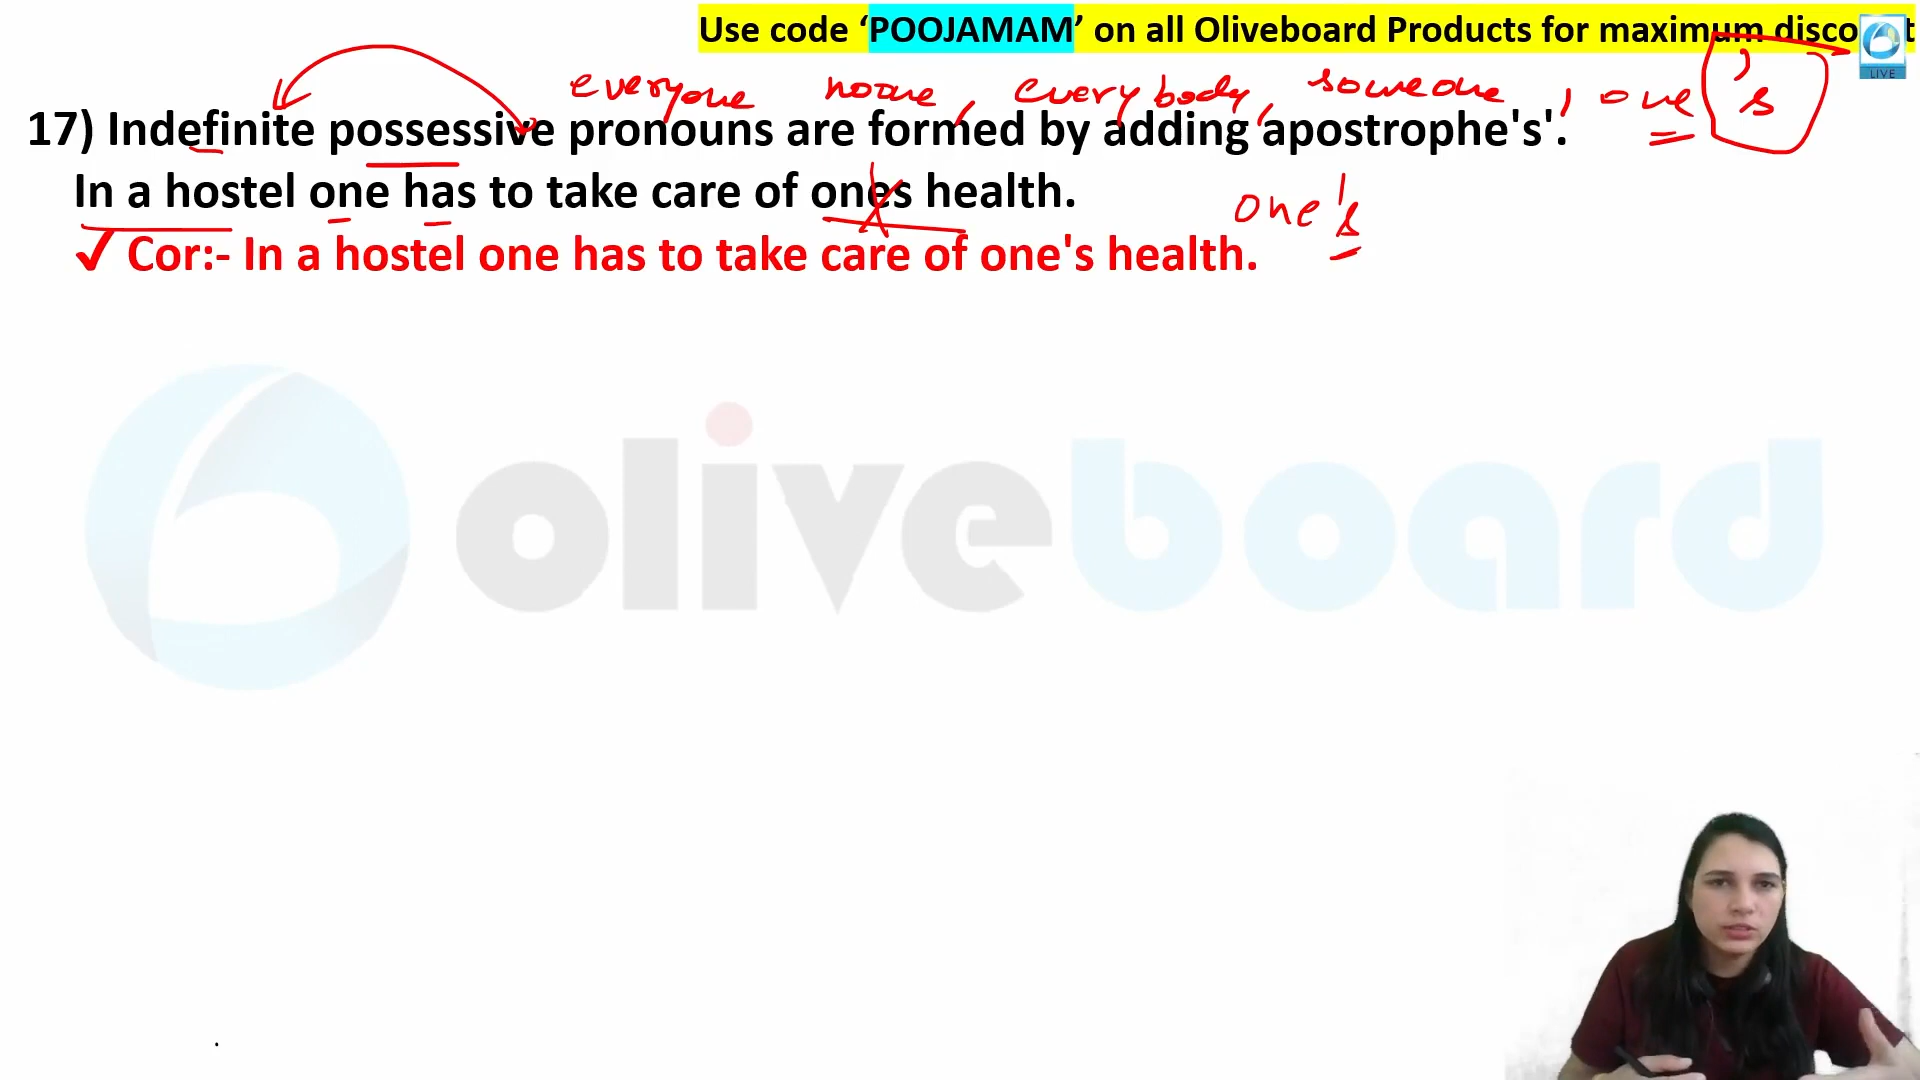 Use code ‘POOJAMAM’ on all Oliveboard Products for maximum disco t
LIVE
everyone noone, everybody, someone, one 's
17) Indefinite possessive pronouns are formed by adding apostrophe's'.
In a hostel one has to take care of ones health.
one's
✓ Cor:- In a hostel one has to take care of one's health.
oliveboard